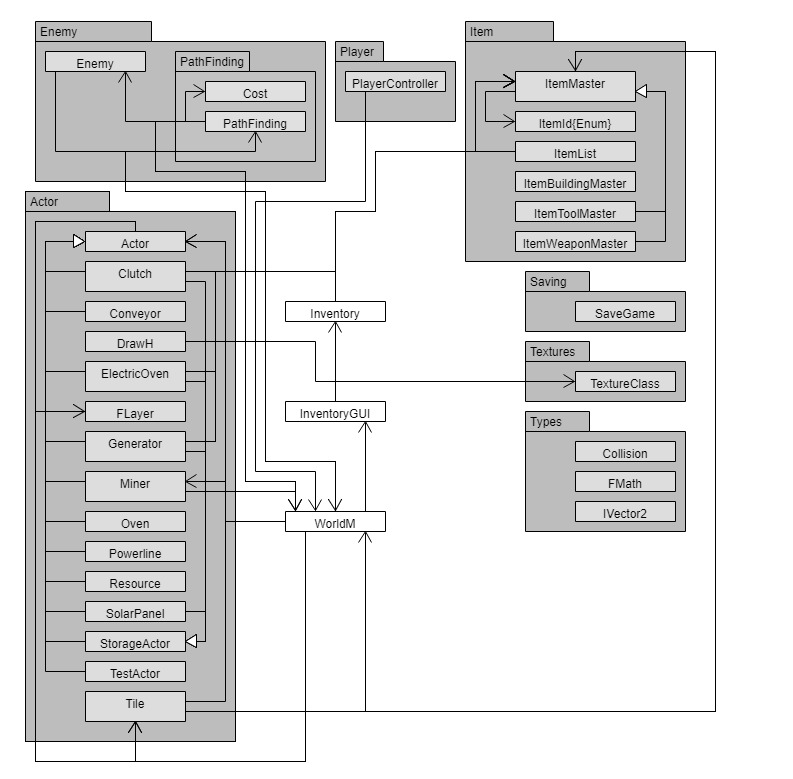 Enemy
Enemy
PathFinding
Cost
PathFinding
Player
PlayerController
Item
ItemMaster
ItemId{Enum}
ItemList
ItemBuildingMaster
ItemToolMaster
ItemWeaponMaster
Actor
Actor
Clutch
Conveyor
DrawH
ElectricOven
FLayer
Generator
Miner
Oven
Powerline
Resource
SolarPanel
StorageActor
TestActor
Tile
Inventory
InventoryGUI
WorldM
Saving
SaveGame
Textures
TextureClass
Types
Collision
FMath
IVector2